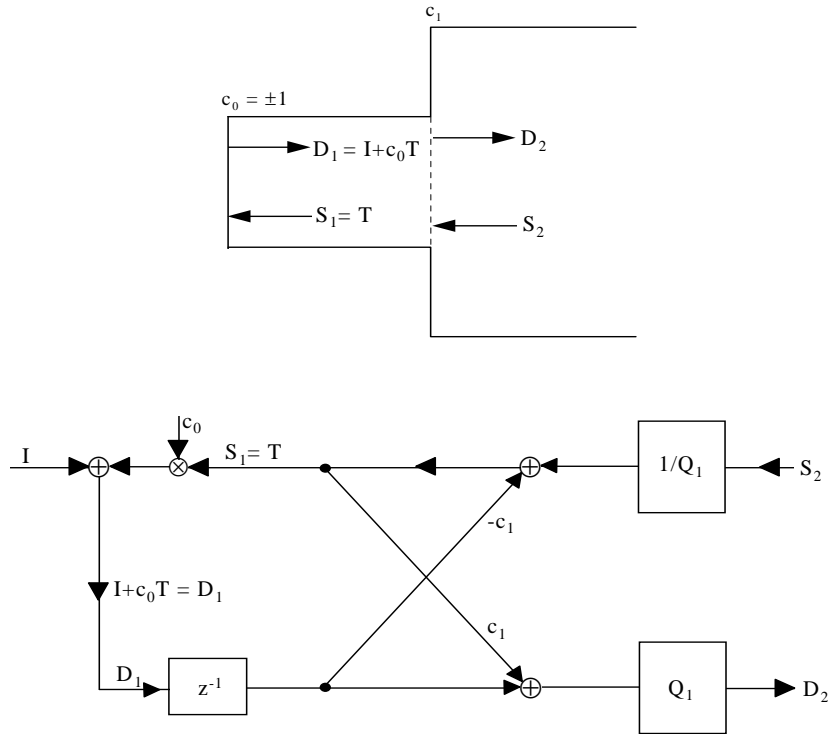 c₁
c₀ = ±1
D₁ = I+c₀T
D₂
S₁= T
S₂
c₀
I
S₁= T
1/Q₁
S₂
-c₁
I+c₀T = D₁
c₁
D₁
z⁻¹
Q₁
D₂